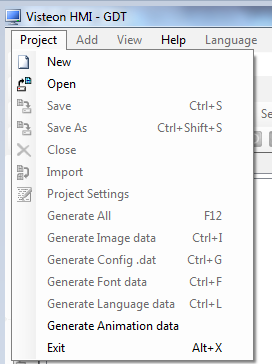 Visteon HMI - GDT
Project Add View Help Language
New
Open
Save Ctrl+S
Save As Ctrl+Shift+S
Close
Import
Project Settings
Generate All F12
Generate Image data Ctrl+I
Generate Config .dat Ctrl+G
Generate Font data Ctrl+F
Generate Language data Ctrl+L
Generate Animation data
Exit Alt+X